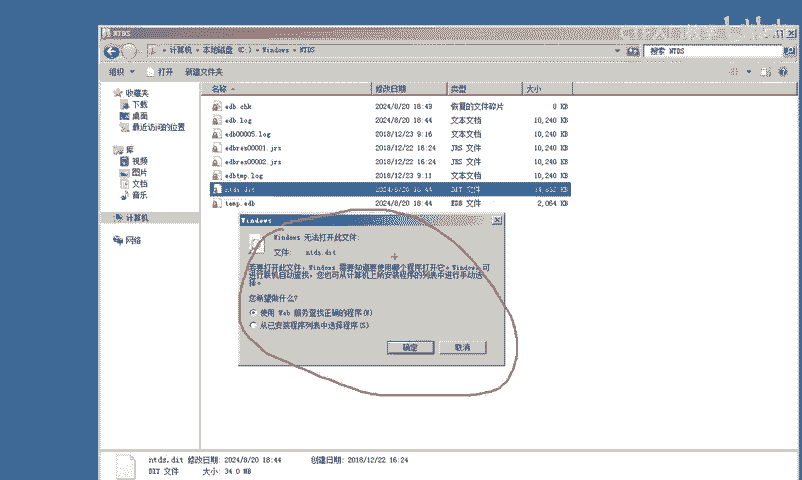 NTDS
计算机 本地磁盘 (C:) Windows NTDS
搜索 NTDS
组织 打开 新建文件夹
名称 修改日期 类型 大小
收藏夹
下载
桌面
最近访问的位置
库
视频
图片
文档
音乐
计算机
网络
edb.chk 2024/8/20 18:49 恢复的文件碎片 8 KB
edb.log 2024/8/20 18:44 文本文档 10,240 KB
edb00005.log 2018/12/23 9:16 文本文档 10,240 KB
edbres00001.jrs 2018/12/22 16:24 JRS 文件 10,240 KB
edbres00002.jrs 2018/12/22 16:24 JRS 文件 10,240 KB
edbtmp.log 2018/12/23 9:11 文本文档 10,240 KB
ntds.dit 2024/8/20 18:44 DIT 文件
temp.edb 2024/8/20 18:44 EDB 文件 2,064 KB
Windows
Windows 无法打开此文件:
文件: ntds.dit
若要打开此文件，Windows 需要知道要使用哪个程序打开它。Windows 可
进行联机自动查找，您也可从计算机上所安装程序的列表中进行手动选
择。
您希望做什么?
使用 Web 服务查找正确的程序(W)
从已安装程序列表中选择程序(S)
确定 取消
ntds.dit 修改日期: 2024/8/20 18:44 创建日期: 2018/12/22 16:24
DIT 文件 大小: 34.0 MB